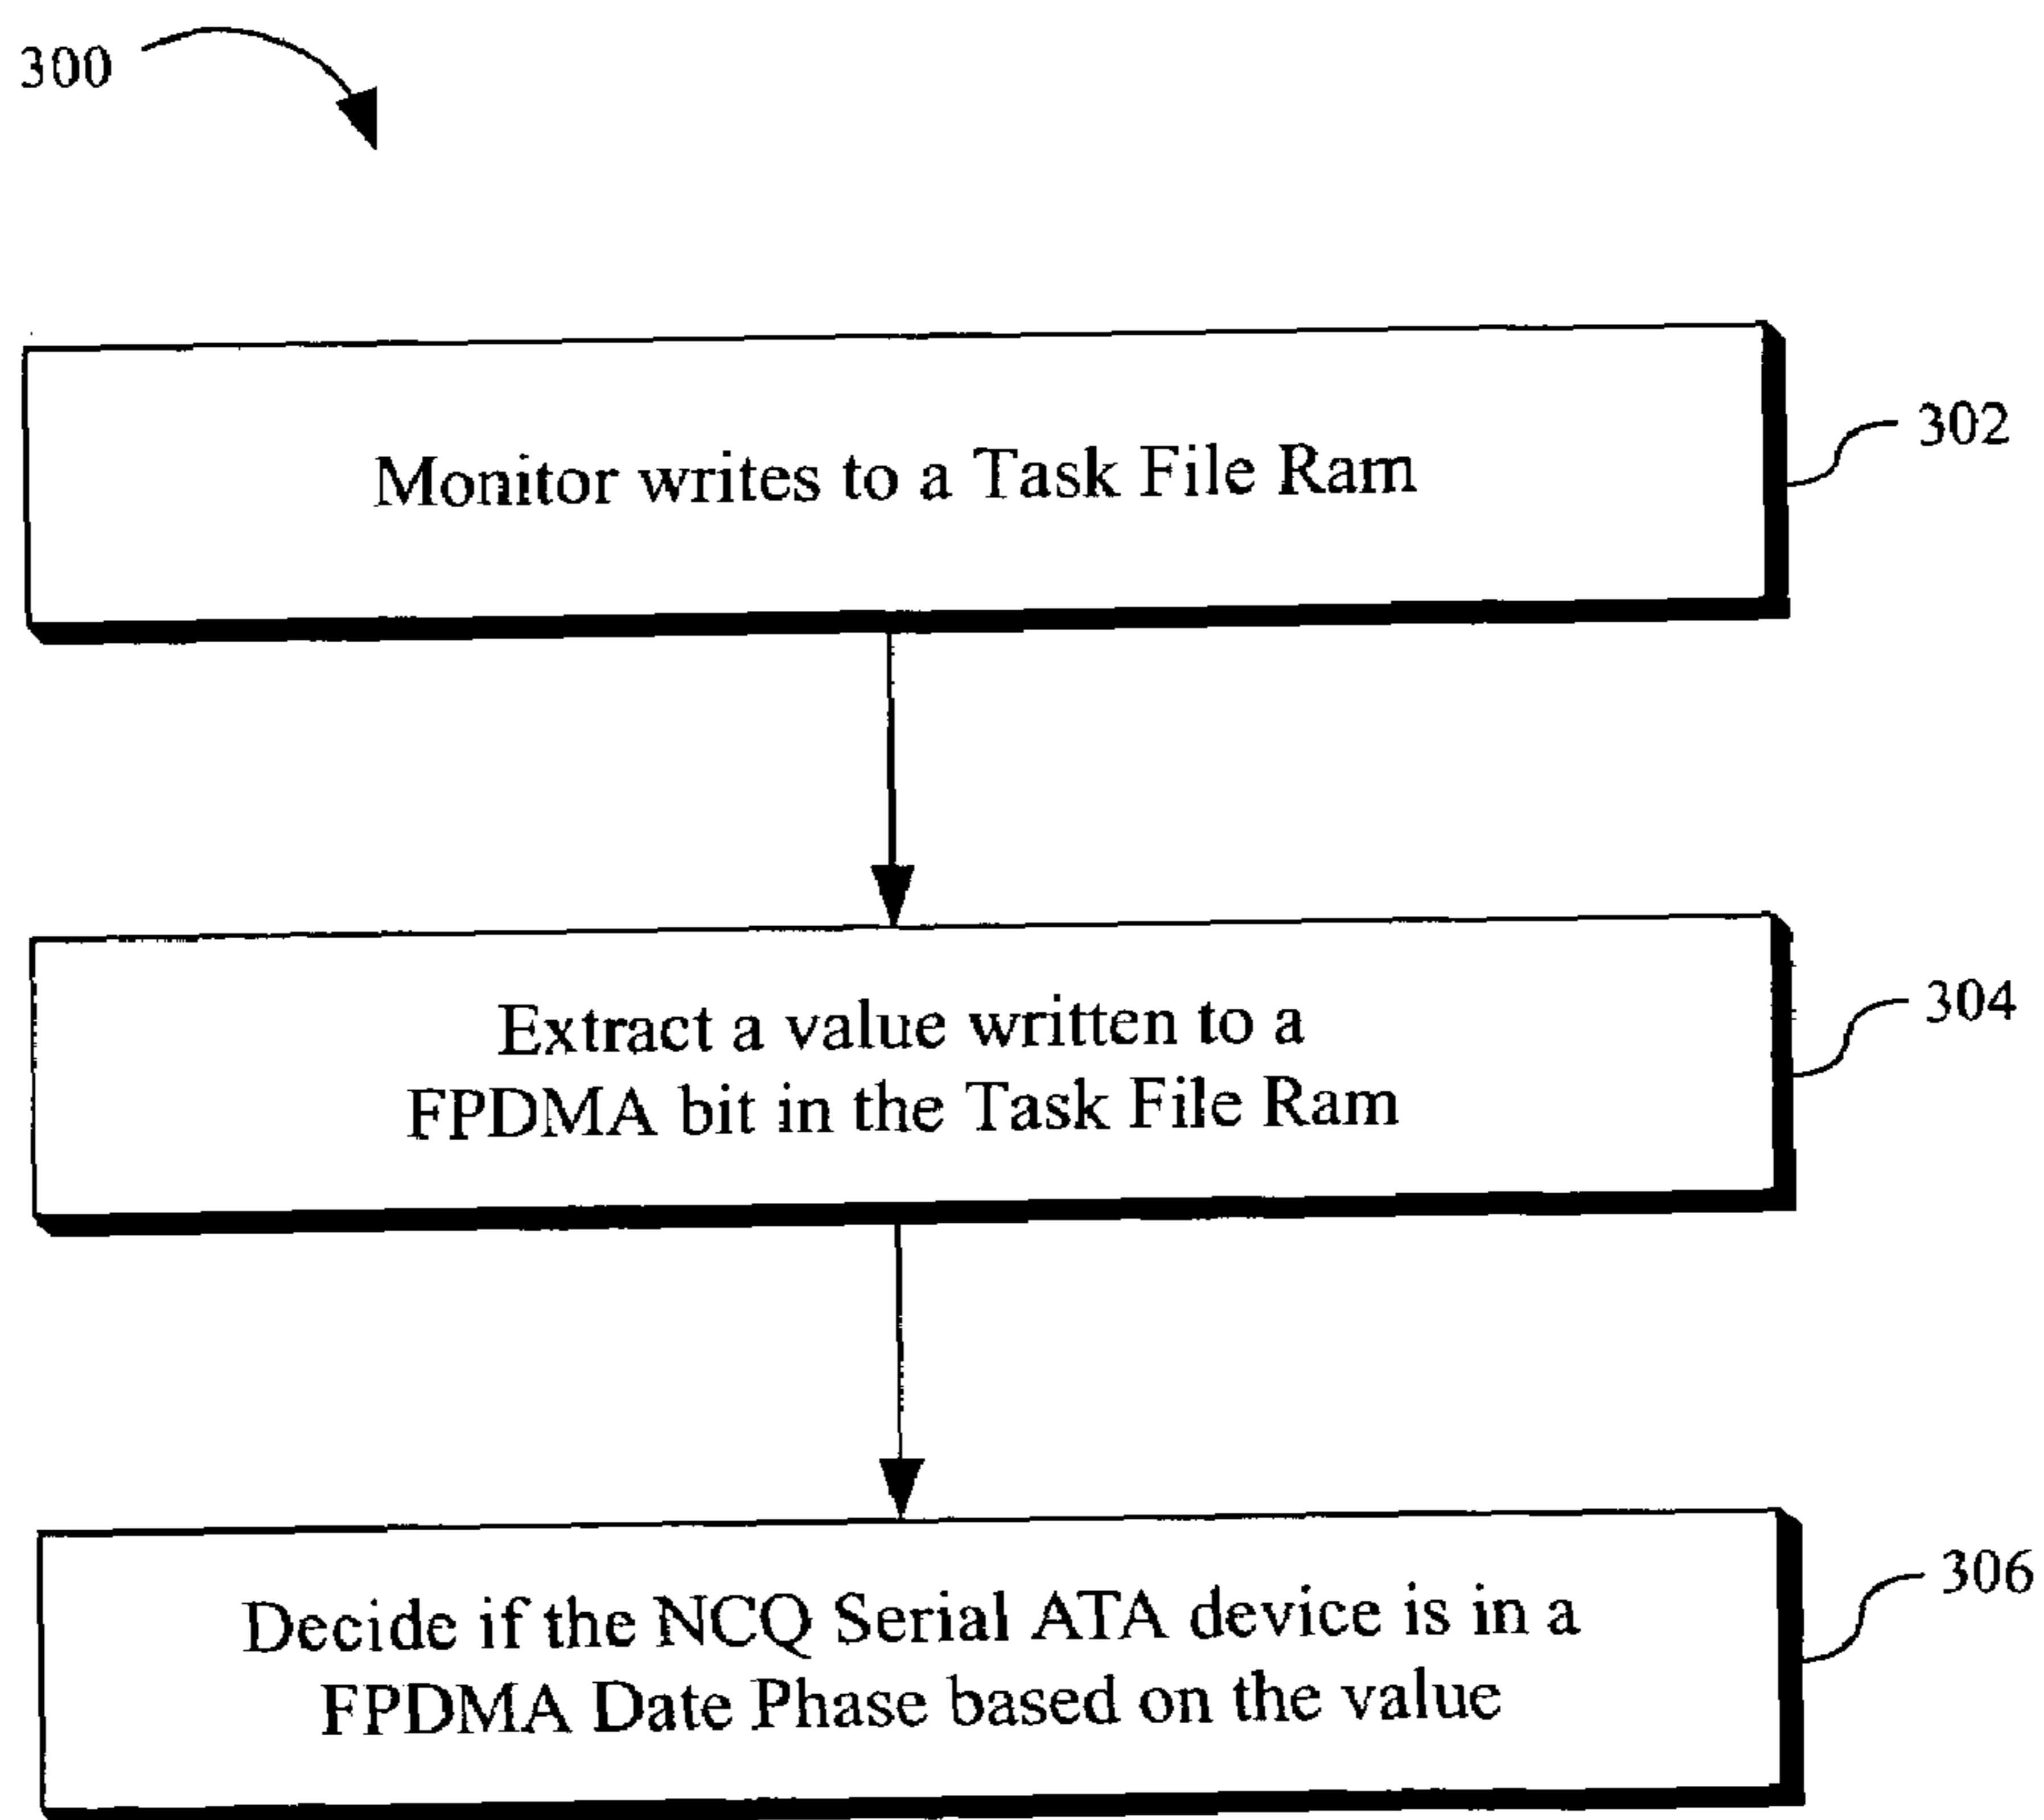 300
Monitor writes to a Task File Ram
302
Extract a value written to a
FPDMA bit in the Task File Ram
304
Decide if the NCQ Serial ATA device is in a
FPDMA Date Phase based on the value
306